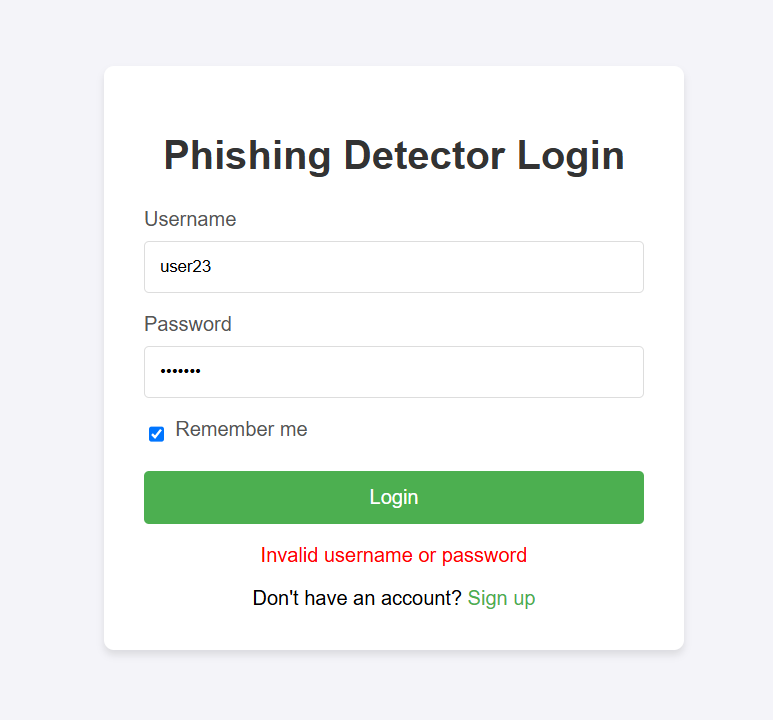 Phishing Detector Login
Username
user23
Password
•••••••
Remember me
Login
Invalid username or password
Don't have an account? Sign up